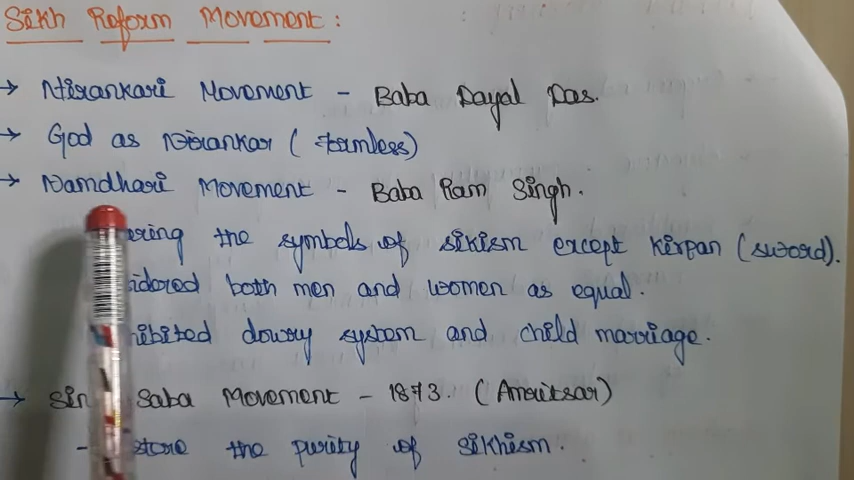 Sikh Reform Movement:
→ Nirankari Movement - Baba Dayal Das.
→ God as Nirankar ( formless)
→ Namdhari Movement - Baba Ram Singh.
the symbols of sikism except kirpan (sword).
both men and women as equal.
dowry system and child marriage.
→ Saba Movement - 1873. (Amritsar)
- the purity of Sikhism.